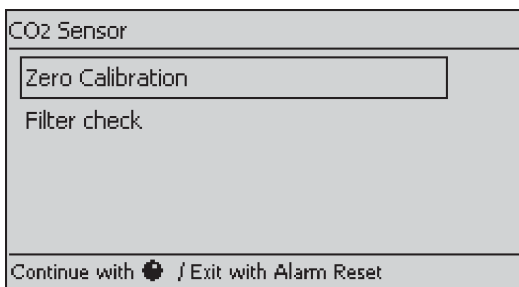 CO2 Sensor
Zero Calibration
Filter check
Continue with / Exit with Alarm Reset